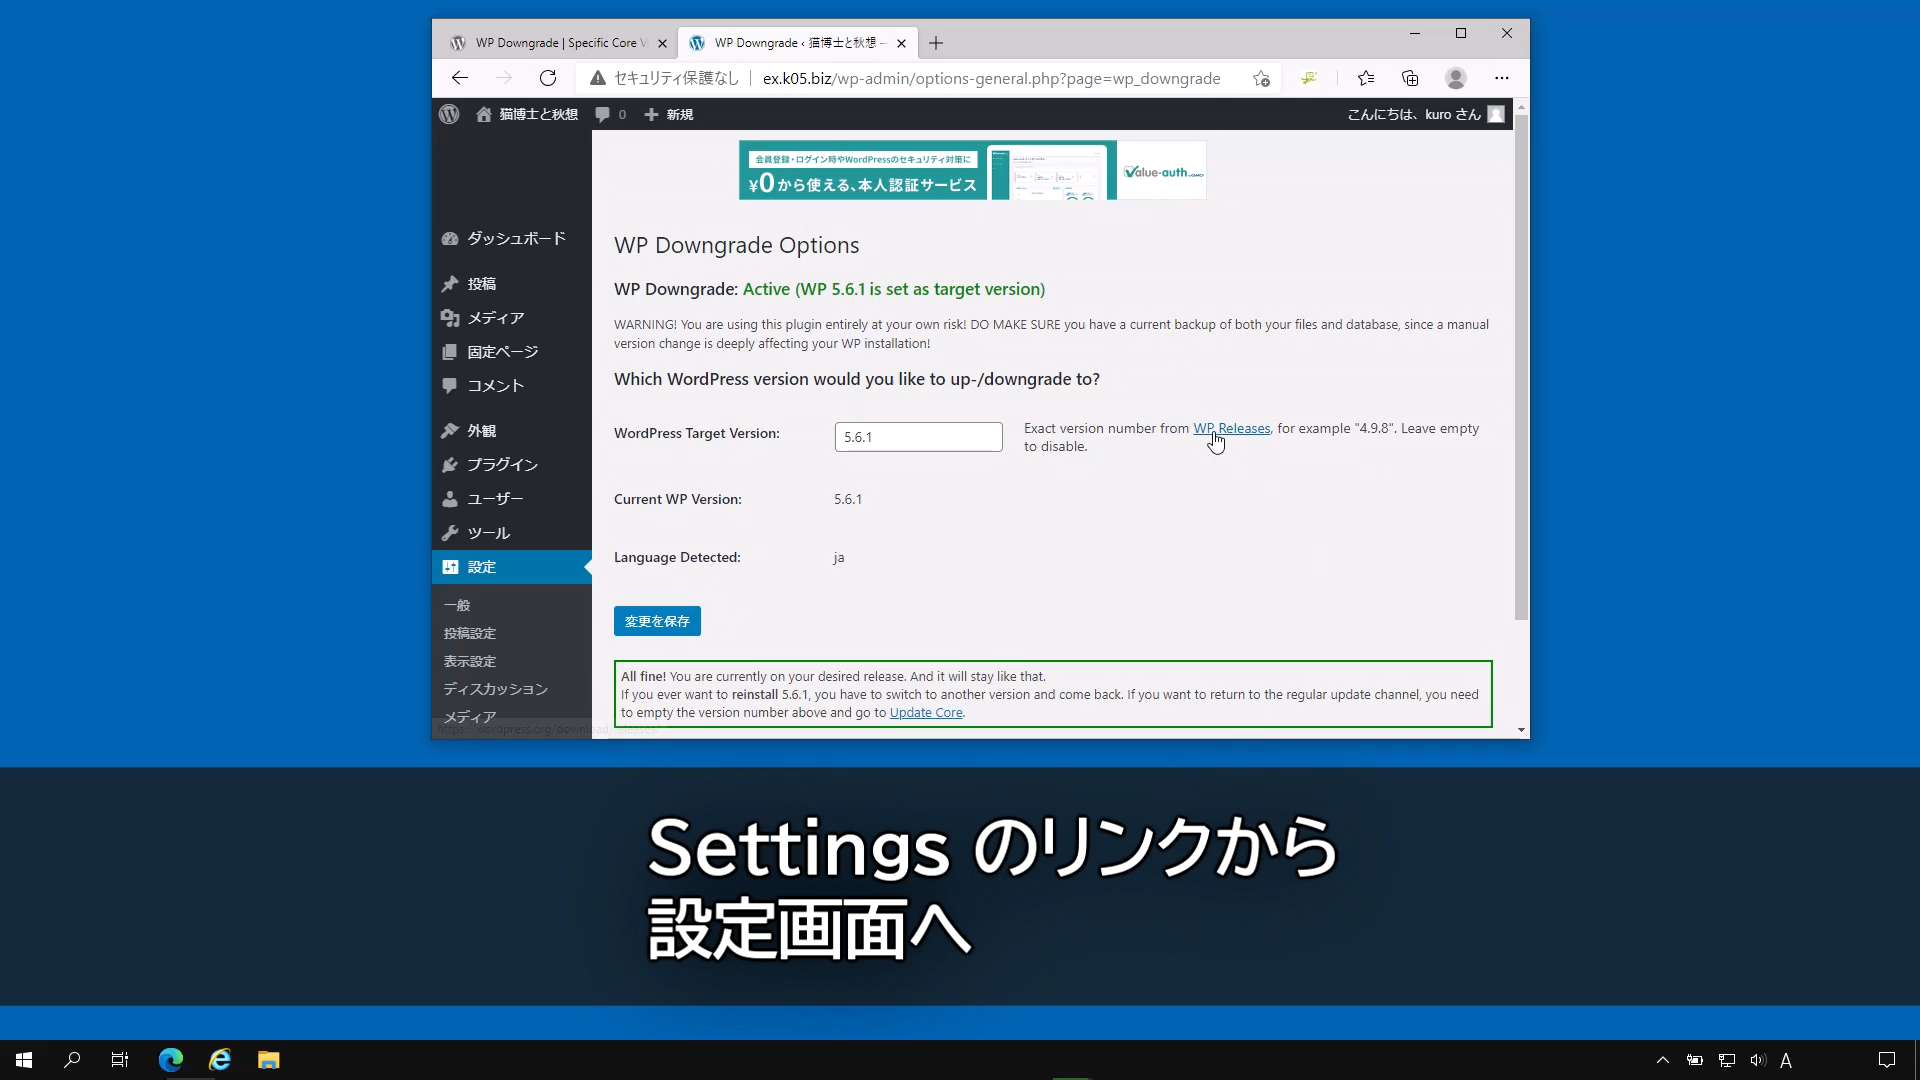 WP Downgrade | Specific Core V
WP Downgrade ‹ 猫博士と秋想 —
セキュリティ保護なし
ex.k05.biz/wp-admin/options-general.php?page=wp_downgrade
猫博士と秋想
0
新規
こんにちは、kuro さん
会員登録・ログイン時やWordPressのセキュリティ対策に
¥0から使える、本人認証サービス
Value-auth
ダッシュボード
投稿
メディア
固定ページ
コメント
外観
プラグイン
ユーザー
ツール
設定
一般
投稿設定
表示設定
ディスカッション
メディア
WP Downgrade Options
WP Downgrade: Active (WP 5.6.1 is set as target version)
WARNING! You are using this plugin entirely at your own risk! DO MAKE SURE you have a current backup of both your files and database, since a manual
version change is deeply affecting your WP installation!
Which WordPress version would you like to up-/downgrade to?
WordPress Target Version:
5.6.1
Exact version number from WP Releases, for example "4.9.8". Leave empty
to disable.
Current WP Version:
5.6.1
Language Detected:
ja
変更を保存
All fine! You are currently on your desired release. And it will stay like that.
If you ever want to reinstall 5.6.1, you have to switch to another version and come back. If you want to return to the regular update channel, you need
to empty the version number above and go to Update Core.
Settings のリンクから
設定画面へ
A